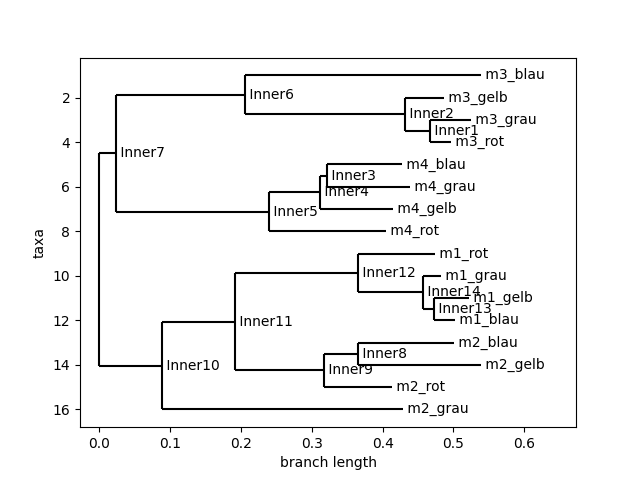 m3_blau
Inner6
m3_gelb
Inner2
m3_grau
Inner1
m3_rot
Inner7
m4_blau
Inner3
m4_grau
Inner4
m4_gelb
Inner5
m4_rot
m1_rot
Inner12
m1_grau
Inner14
m1_gelb
Inner13
m1_blau
Inner11
m2_blau
Inner8
m2_gelb
Inner10
Inner9
m2_rot
m2_grau
2
4
6
8
10
12
14
16
taxa
0.0 0.1 0.2 0.3 0.4 0.5 0.6
branch length